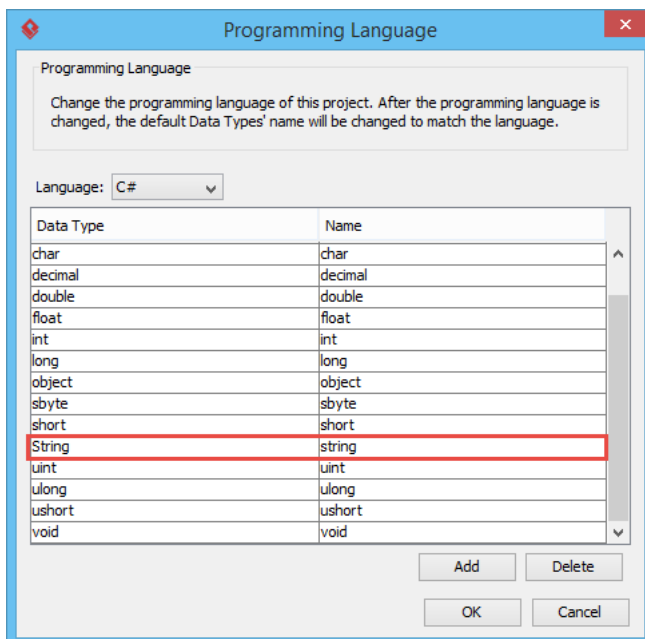 Programming Language
Programming Language
Change the programming language of this project. After the programming language is
changed, the default Data Types' name will be changed to match the language.
Language: C#
Data Type Name
char char
decimal decimal
double double
float float
int int
long long
object object
sbyte sbyte
short short
String string
uint uint
ulong ulong
ushort ushort
void void
Add Delete
OK Cancel